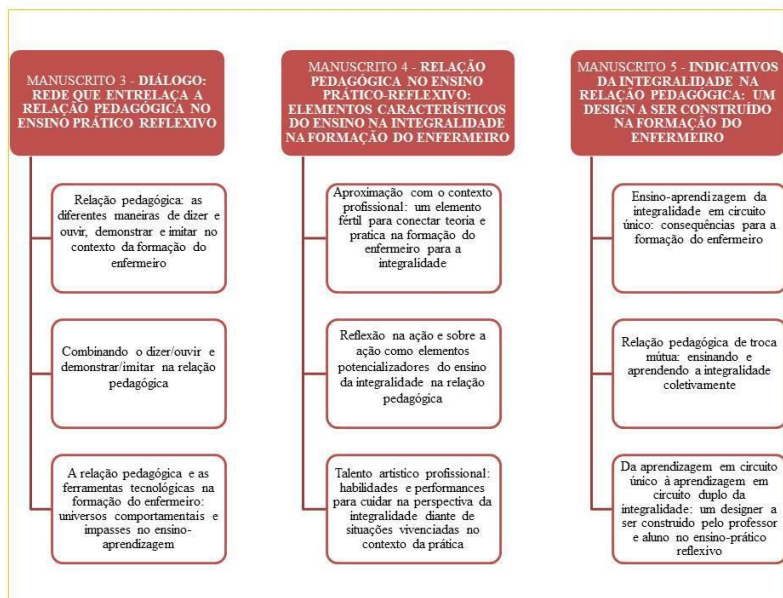 MANUSCRITO 3 - DIÁLOGO:
REDE QUE ENTRELAÇA A
RELAÇÃO PEDAGÓGICA NO
ENSINO PRÁTICO REFLEXIVO
Relação pedagógica: as
diferentes maneiras de dizer e
ouvir, demonstrar e imitar no
contexto da formação do
enfermeiro
Combinando o dizer/ouvir e
demonstrar/imitar na relação
pedagógica
A relação pedagógica e as
ferramentas tecnológicas na
formação do enfermeiro:
universos comportamentais e
impasses no ensino-
aprendizagem
MANUSCRITO 4 - RELAÇÃO
PEDAGÓGICA NO ENSINO
PRÁTICO-REFLEXIVO:
ELEMENTOS CARACTERÍSTICOS
DO ENSINO NA INTEGRALIDADE
NA FORMAÇÃO DO ENFERMEIRO
Aproximação com o contexto
profissional: um elemento
fértil para conectar teoria e
pratica na formação do
enfermeiro para a
integralidade
Reflexão na ação e sobre a
ação como elementos
potencializadores do ensino
da integralidade na relação
pedagógica
Talento artístico profissional:
habilidades e performances
para cuidar na perspectiva da
integralidade diante de
situações vivenciadas no
contexto da prática
MANUSCRITO 5 - INDICATIVOS
DA INTEGRALIDADE NA
RELAÇÃO PEDAGÓGICA: UM
DESIGN A SER CONSTRUÍDO
NA FORMAÇÃO DO
ENFERMEIRO
Ensino-aprendizagem da
integralidade em circuito
único: consequências para a
formação do enfermeiro
Relação pedagógica de troca
mútua: ensinando e
aprendendo a integralidade
coletivamente
Da aprendizagem em circuito
único à aprendizagem em
circuito duplo da
integralidade: um designer a
ser construido pelo professor
e aluno no ensino-prático
reflexivo